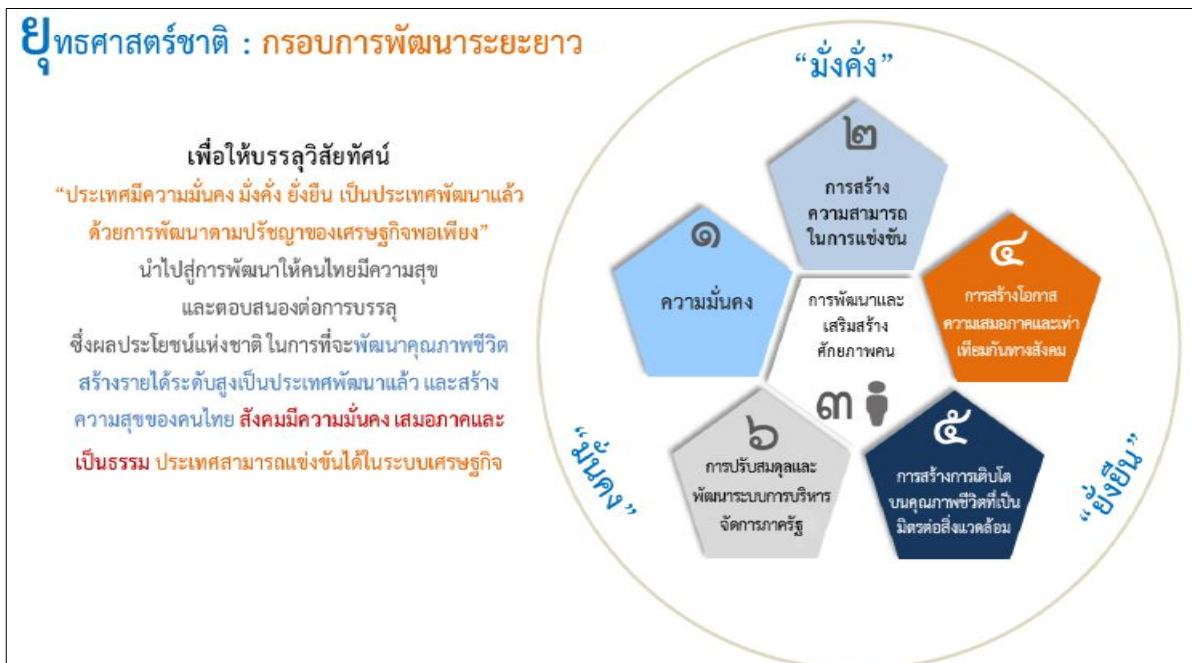 ยุทธศาสตร์ชาติ : กรอบการพัฒนาระยะยาว
เพื่อให้บรรลุวิสัยทัศน์
“ประเทศมีความมั่นคง มั่งคั่ง ยั่งยืน เป็นประเทศพัฒนาแล้ว
ด้วยการพัฒนาตามปรัชญาของเศรษฐกิจพอเพียง”
นำไปสู่การพัฒนาให้คนไทยมีความสุข
และตอบสนองต่อการบรรลุ
ซึ่งผลประโยชน์แห่งชาติ ในการที่จะพัฒนาคุณภาพชีวิต
สร้างรายได้ระดับสูงเป็นประเทศพัฒนาแล้ว และสร้าง
ความสุขของคนไทย สังคมมีความมั่นคง เสมอภาคและ
เป็นธรรม ประเทศสามารถแข่งขันได้ในระบบเศรษฐกิจ
“มั่งคั่ง”
๒
การสร้าง
ความสามารถ
ในการแข่งขัน
๑
ความมั่นคง
๔
การสร้างโอกาส
ความเสมอภาคและเท่า
เทียมกันทางสังคม
การพัฒนาและ
เสริมสร้าง
ศักยภาพคน
๓
๖
การปรับสมดุลและ
พัฒนาระบบการบริหาร
จัดการภาครัฐ
๕
การสร้างการเติบโต
บนคุณภาพชีวิตที่เป็น
มิตรต่อสิ่งแวดล้อม
“มั่นคง”
“ยั่งยืน”